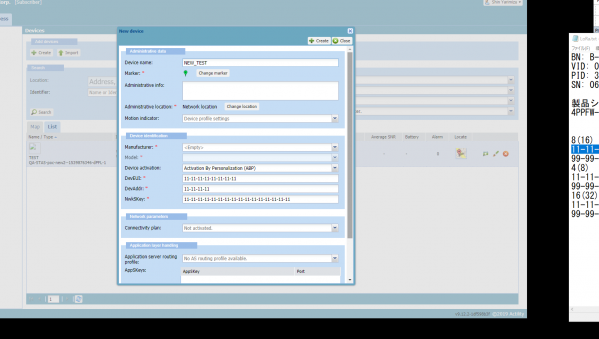 orp. [Subscriber]
Devices
Add devices
Create
Import
Device
Location:
Address,
Identifier:
Search
Map
List
Name / Type
Average SNR
Battery
Alarm
Locate
TEST
1
New device
Create
Close
Administrative data
Device name:
NEW_TEST
Marker: *
Change marker
Administrative info:
Administrative location: *
Network location
Change location
Motion indicator:
Device profile settings
Device identification
Manufacturer: *
<Empty>
Model: *
Device activation:
Activation By Personalization (ABP)
DevEUI: *
11-11-11-11-11-11-11-11
DevAddr: *
11-11-11-11
NwkSKey: *
11-11-11-11-11-11-11-11-11-11-11-11-11-11-11-11
Network parameters
Connectivity plan:
Not activated.
Application layer handling
Application server routing profile:
No AS routing profile available.
AppSKeys:
AppSKey
Port
BN: B-
VID: 0
PID: 3
SN: 06
製品シ
4PPFW-
8(16)
11-11-
99-99-
4(8)
11-11-
99-99-
16(32)
11-11-
99-99-